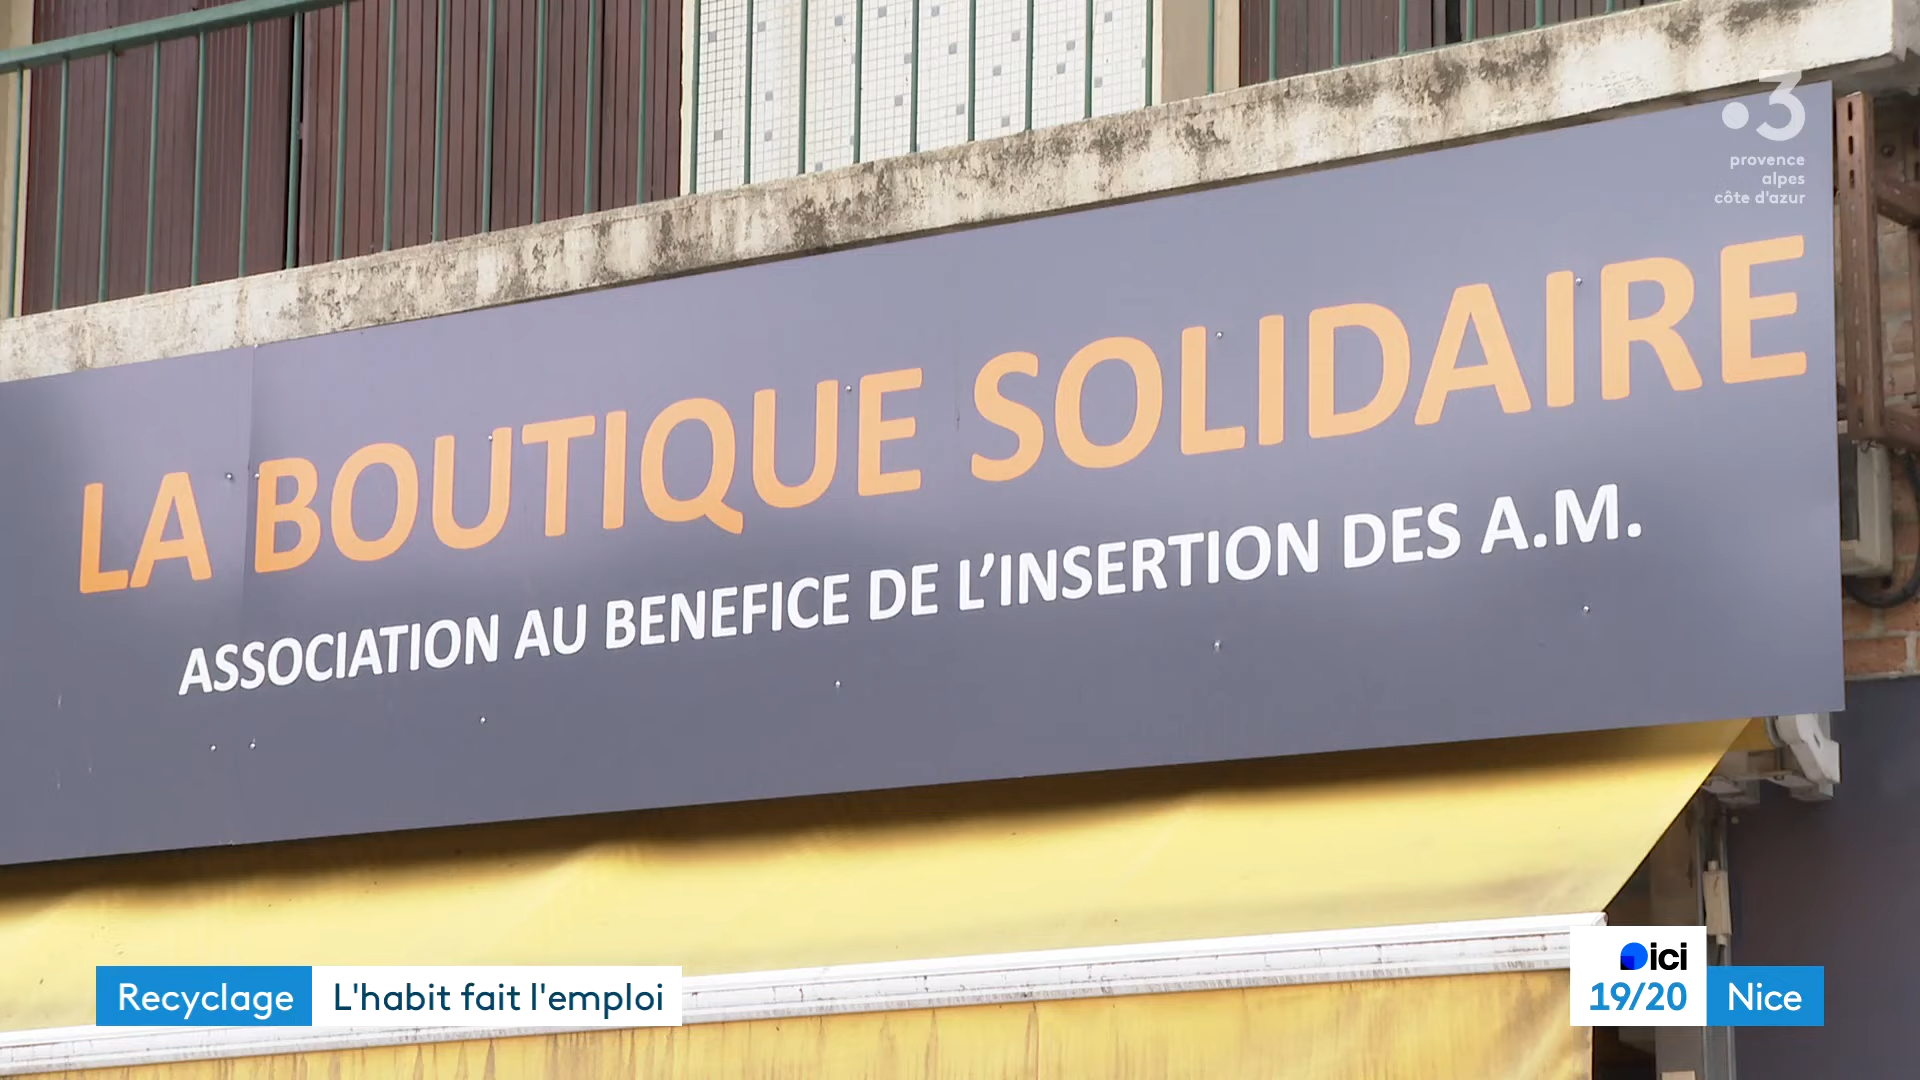 3
provence
alpes
côte d'azur
LA BOUTIQUE SOLIDAIRE
ASSOCIATION AU BENEFICE DE L'INSERTION DES A.M.
Recyclage L'habit fait l'emploi
ici
19/20 Nice